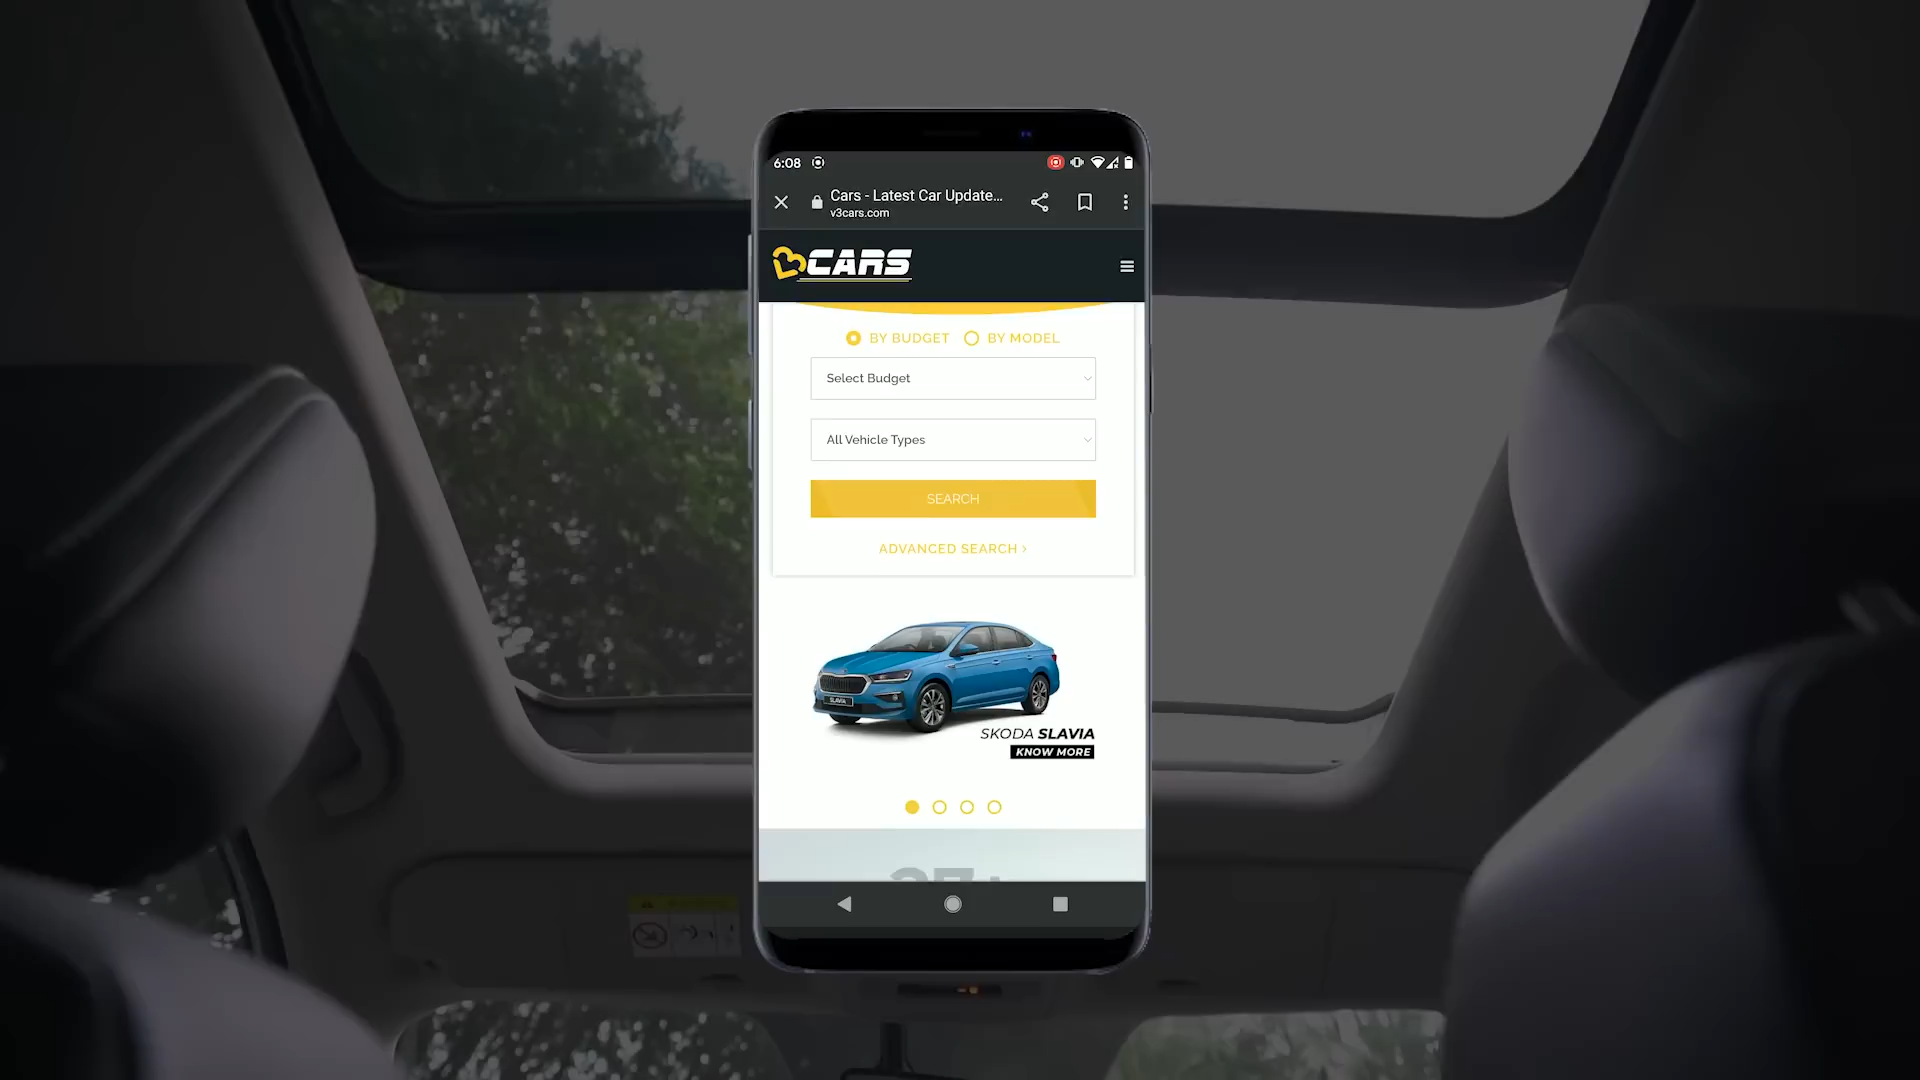 6:08
Cars - Latest Car Update...
v3cars.com
CARS
BY BUDGET BY MODEL
Select Budget
All Vehicle Types
SEARCH
ADVANCED SEARCH ›
SLAVIA
SKODA SLAVIA
KNOW MORE